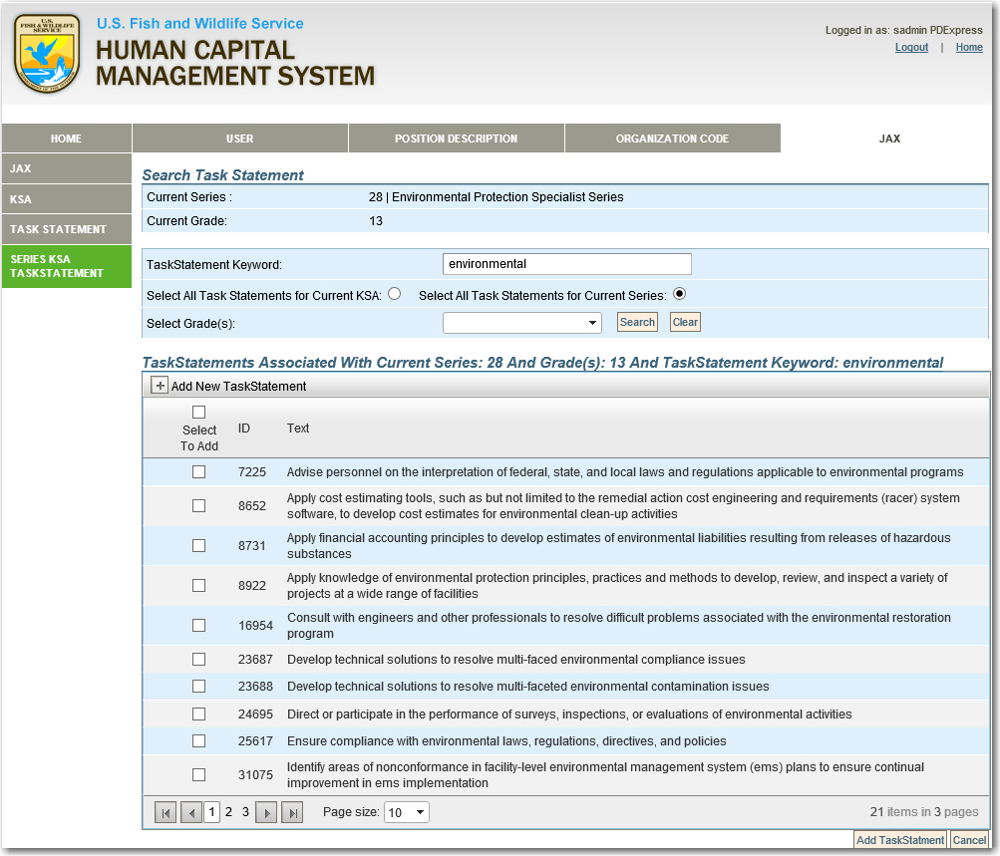 U.S.
FISH AND WILDLIFE
SERVICE
U.S. Fish and Wildlife Service
HUMAN CAPITAL
MANAGEMENT SYSTEM
Logged in as: sadmin PDExpress
Logout | Home
HOME USER POSITION DESCRIPTION ORGANIZATION CODE JAX
JAX
KSA
TASK STATEMENT
SERIES KSA
TASKSTATEMENT
Search Task Statement
Current Series : 28 | Environmental Protection Specialist Series
Current Grade: 13
TaskStatement Keyword: environmental
Select All Task Statements for Current KSA: Select All Task Statements for Current Series:
Select Grade(s): Search Clear
TaskStatements Associated With Current Series: 28 And Grade(s): 13 And TaskStatement Keyword: environmental
Add New TaskStatement
Select
To Add
ID Text
7225 Advise personnel on the interpretation of federal, state, and local laws and regulations applicable to environmental programs
8652 Apply cost estimating tools, such as but not limited to the remedial action cost engineering and requirements (racer) system
software, to develop cost estimates for environmental clean-up activities
8731 Apply financial accounting principles to develop estimates of environmental liabilities resulting from releases of hazardous
substances
8922 Apply knowledge of environmental protection principles, practices and methods to develop, review, and inspect a variety of
projects at a wide range of facilities
16954 Consult with engineers and other professionals to resolve difficult problems associated with the environmental restoration
program
23687 Develop technical solutions to resolve multi-faced environmental compliance issues
23688 Develop technical solutions to resolve multi-faceted environmental contamination issues
24695 Direct or participate in the performance of surveys, inspections, or evaluations of environmental activities
25617 Ensure compliance with environmental laws, regulations, directives, and policies
31075 Identify areas of nonconformance in facility-level environmental management system (ems) plans to ensure continual
improvement in ems implementation
1 2 3 Page size: 10 21 items in 3 pages
Add TaskStatment Cancel